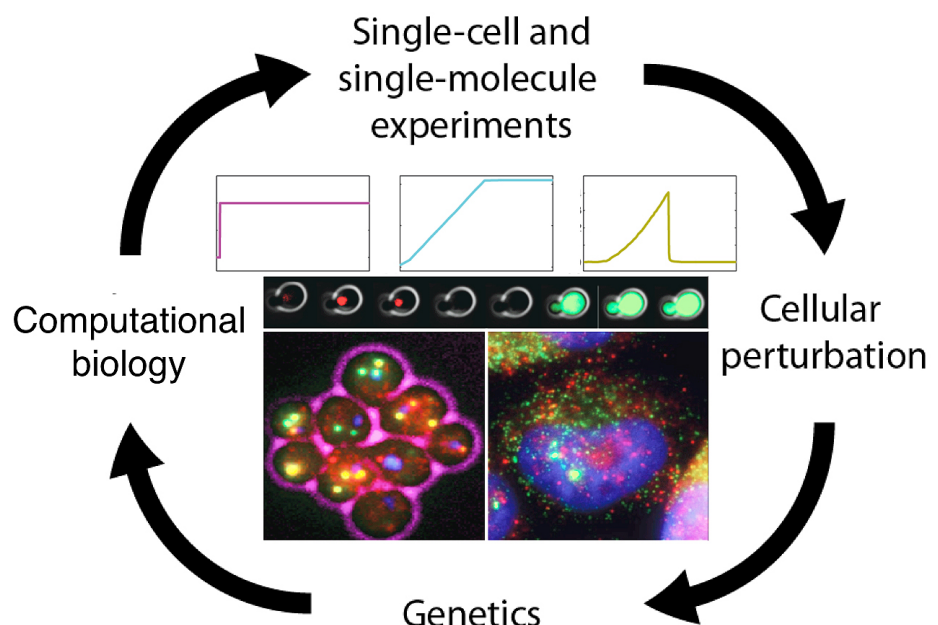 Single-cell and
single-molecule
experiments
Cellular
perturbation
Computational
biology
Genetics